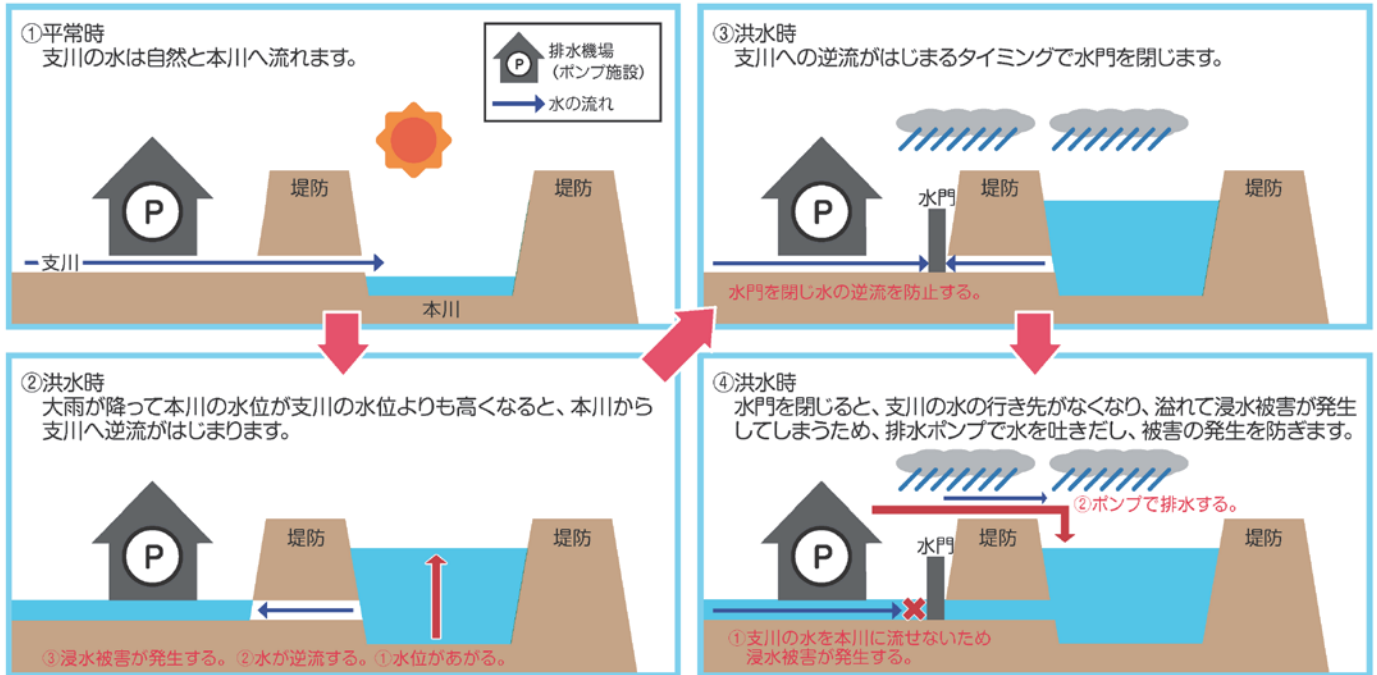 ①平常時
支川の水は自然と本川へ流れます。
P
排水機場
(ポンプ施設)
水の流れ
P
堤防
堤防
支川
本川
②洪水時
大雨が降って本川の水位が支川の水位よりも高くなると、本川から
支川へ逆流がはじまります。
P
堤防
堤防
③浸水被害が発生する。 ②水が逆流する。 ①水位があがる。
③洪水時
支川への逆流がはじまるタイミングで水門を閉じます。
P
水門
堤防
堤防
水門を閉じ水の逆流を防止する。
④洪水時
水門を閉じると、支川の水の行き先がなくなり、溢れて浸水被害が発生
してしまうため、排水ポンプで水を吐きだし、被害の発生を防ぎます。
②ポンプで排水する。
P
水門
堤防
堤防
①支川の水を本川に流せないため
浸水被害が発生する。